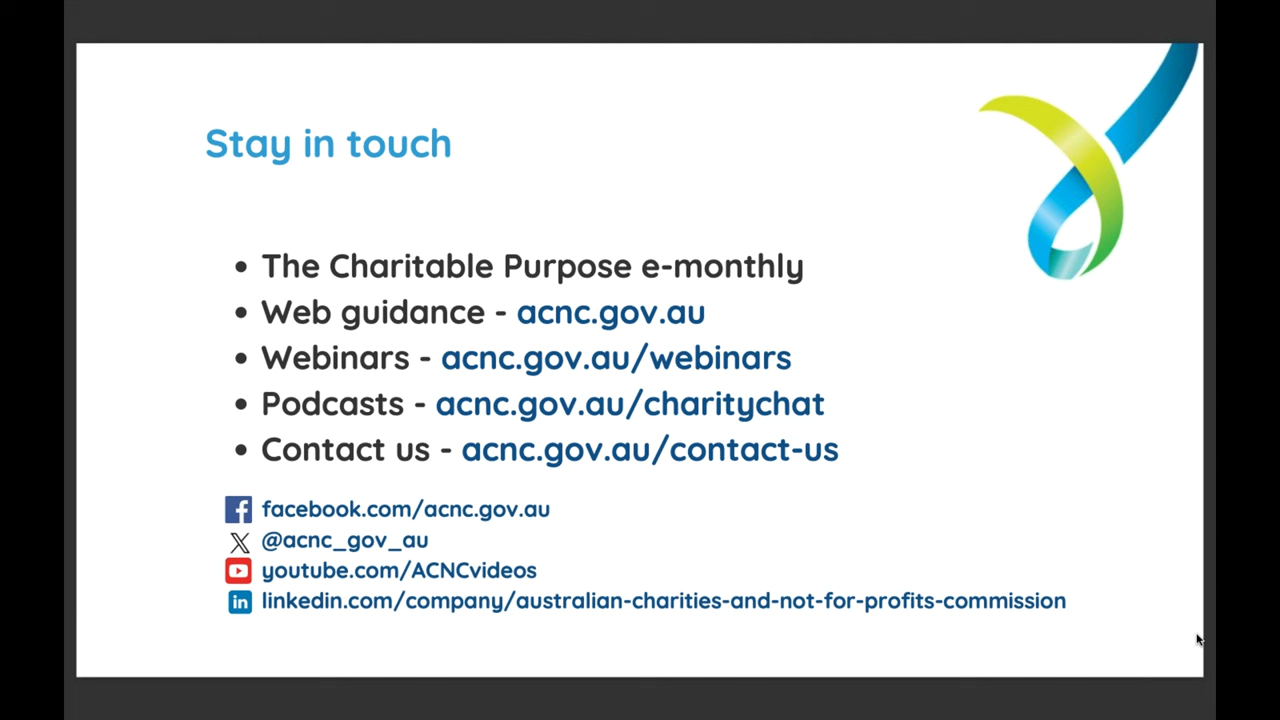 Stay in touch
• The Charitable Purpose e-monthly
• Web guidance - acnc.gov.au
• Webinars - acnc.gov.au/webinars
• Podcasts - acnc.gov.au/charitychat
• Contact us - acnc.gov.au/contact-us
facebook.com/acnc.gov.au
@acnc_gov_au
youtube.com/ACNCvideos
linkedin.com/company/australian-charities-and-not-for-profits-commission